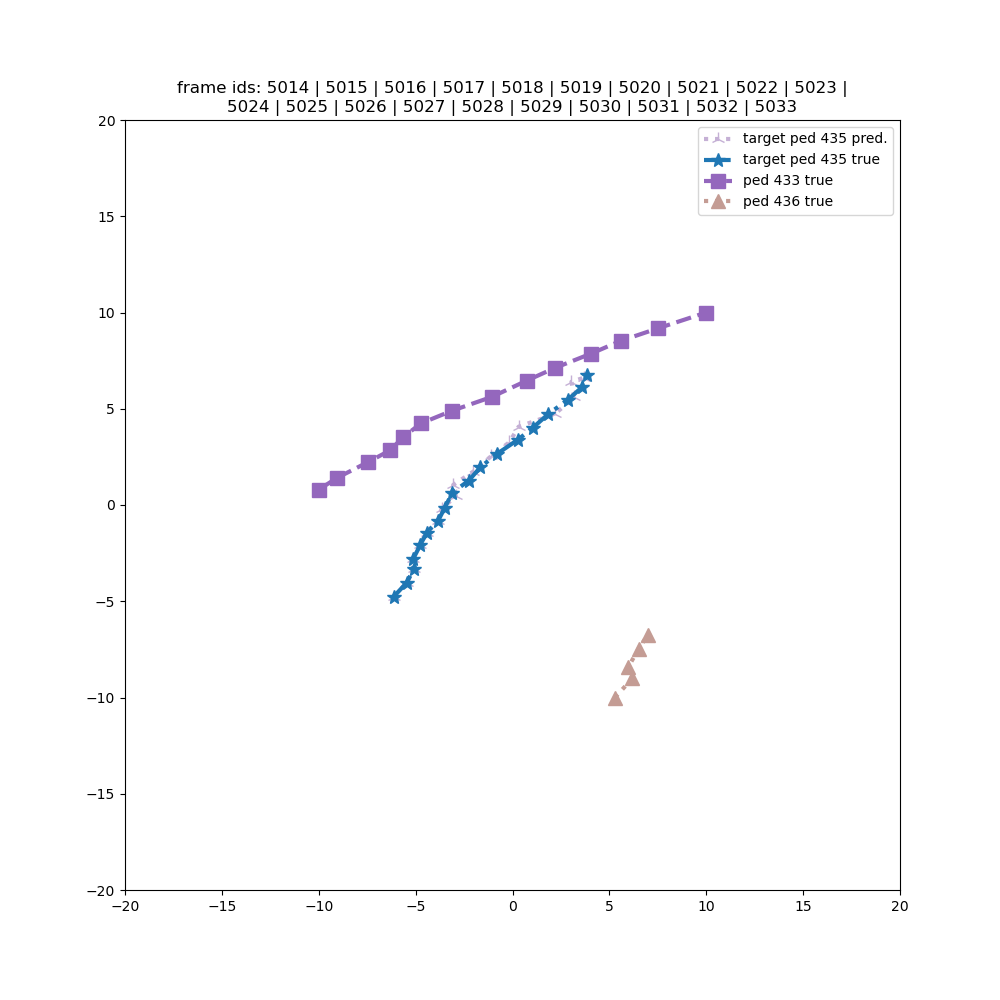 frame ids: 5014 | 5015 | 5016 | 5017 | 5018 | 5019 | 5020 | 5021 | 5022 | 5023 |
5024 | 5025 | 5026 | 5027 | 5028 | 5029 | 5030 | 5031 | 5032 | 5033
target ped 435 pred.
target ped 435 true
ped 433 true
ped 436 true
20
15
10
5
0
−5
−10
−15
−20
−20 −15 −10 −5 0 5 10 15 20